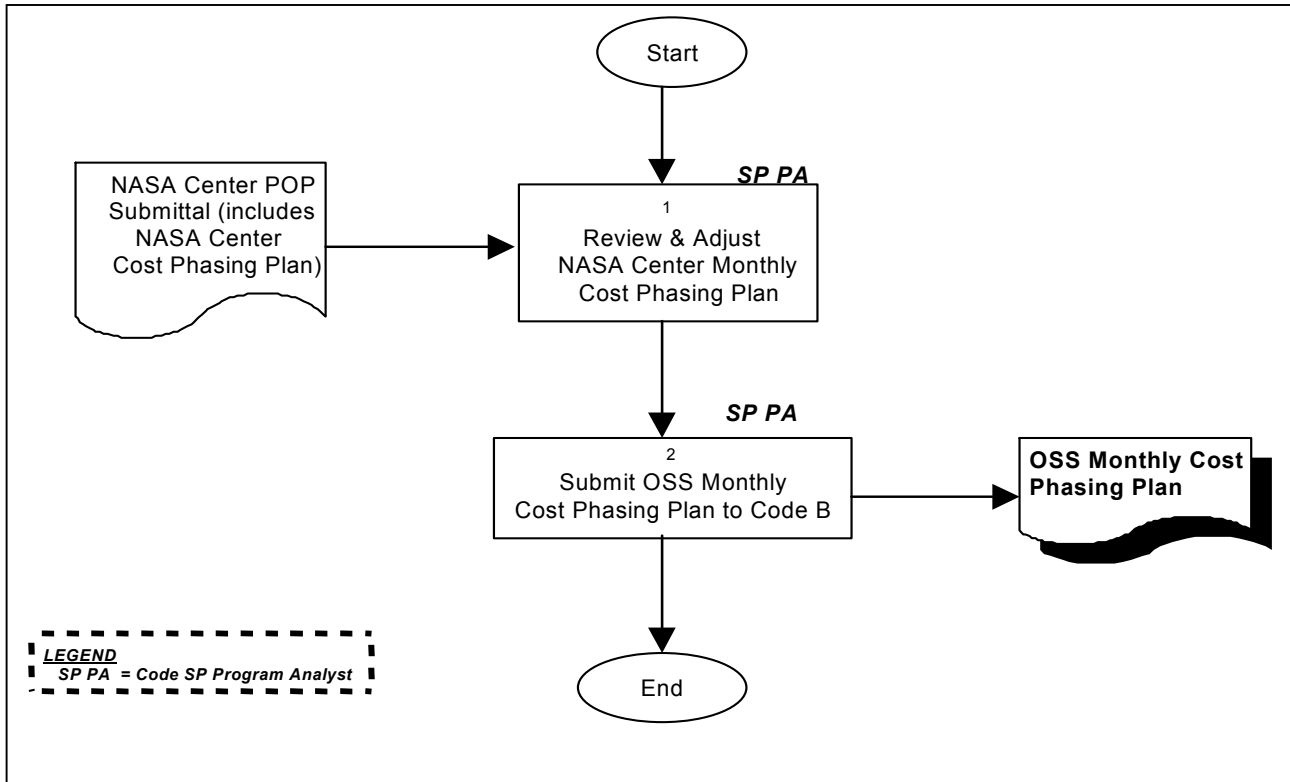 Start
NASA Center POP
Submittal (includes
NASA Center
Cost Phasing Plan)
SP PA
1
Review & Adjust
NASA Center Monthly
Cost Phasing Plan
SP PA
2
Submit OSS Monthly
Cost Phasing Plan to Code B
OSS Monthly Cost
Phasing Plan
LEGEND
SP PA = Code SP Program Analyst
End